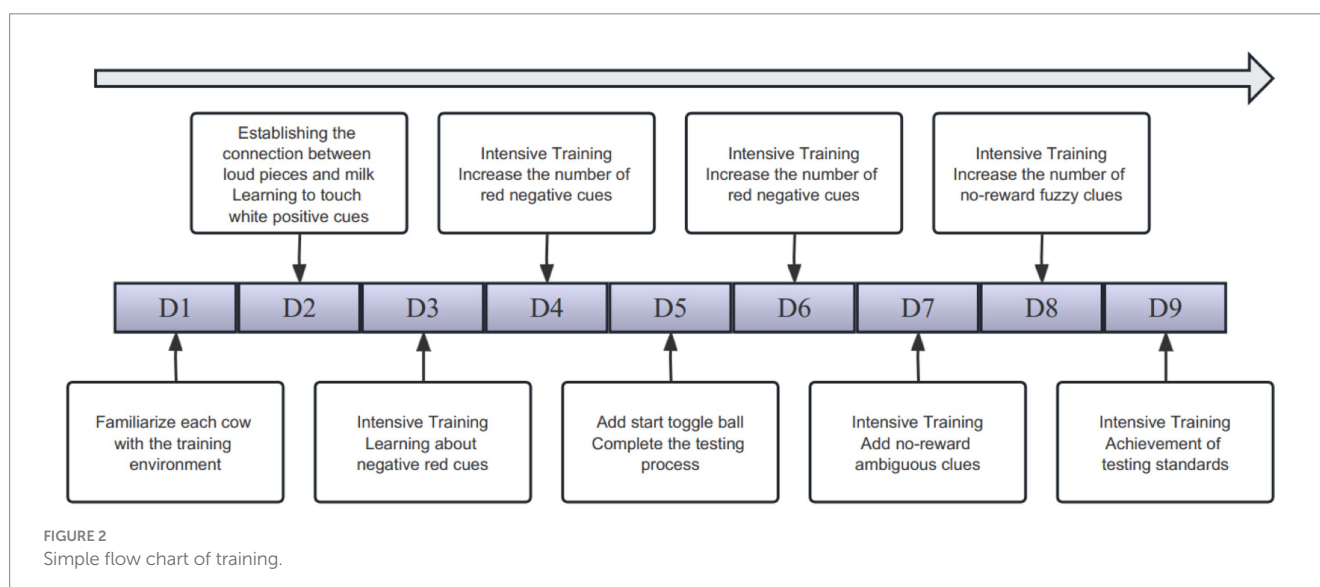 Establishing the
connection between
loud pieces and milk
Learning to touch
white positive cues
Intensive Training
Increase the number of
red negative cues
Intensive Training
Increase the number of
red negative cues
Intensive Training
Increase the number of
no-reward fuzzy clues
D1 D2 D3 D4 D5 D6 D7 D8 D9
Familiarize each cow
with the training
environment
Intensive Training
Learning about
negative red cues
Add start toggle ball
Complete the testing
process
Intensive Training
Add no-reward
ambiguous clues
Intensive Training
Achievement of
testing standards
FIGURE 2
Simple flow chart of training.